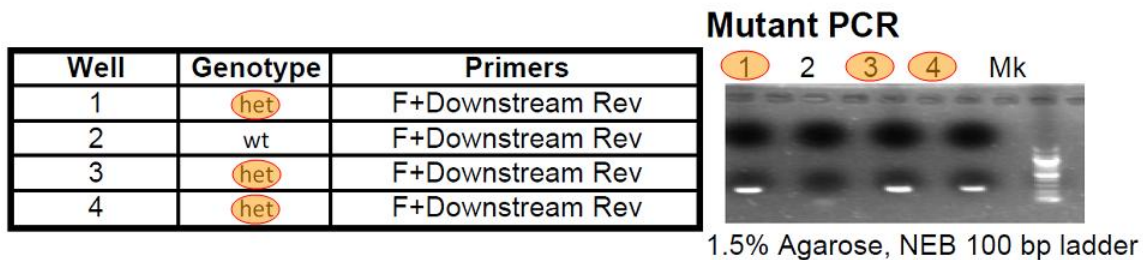 Mutant PCR
Well Genotype Primers
1 het F+Downstream Rev
2 wt F+Downstream Rev
3 het F+Downstream Rev
4 het F+Downstream Rev
1 2 3 4 Mk
1.5% Agarose, NEB 100 bp ladder